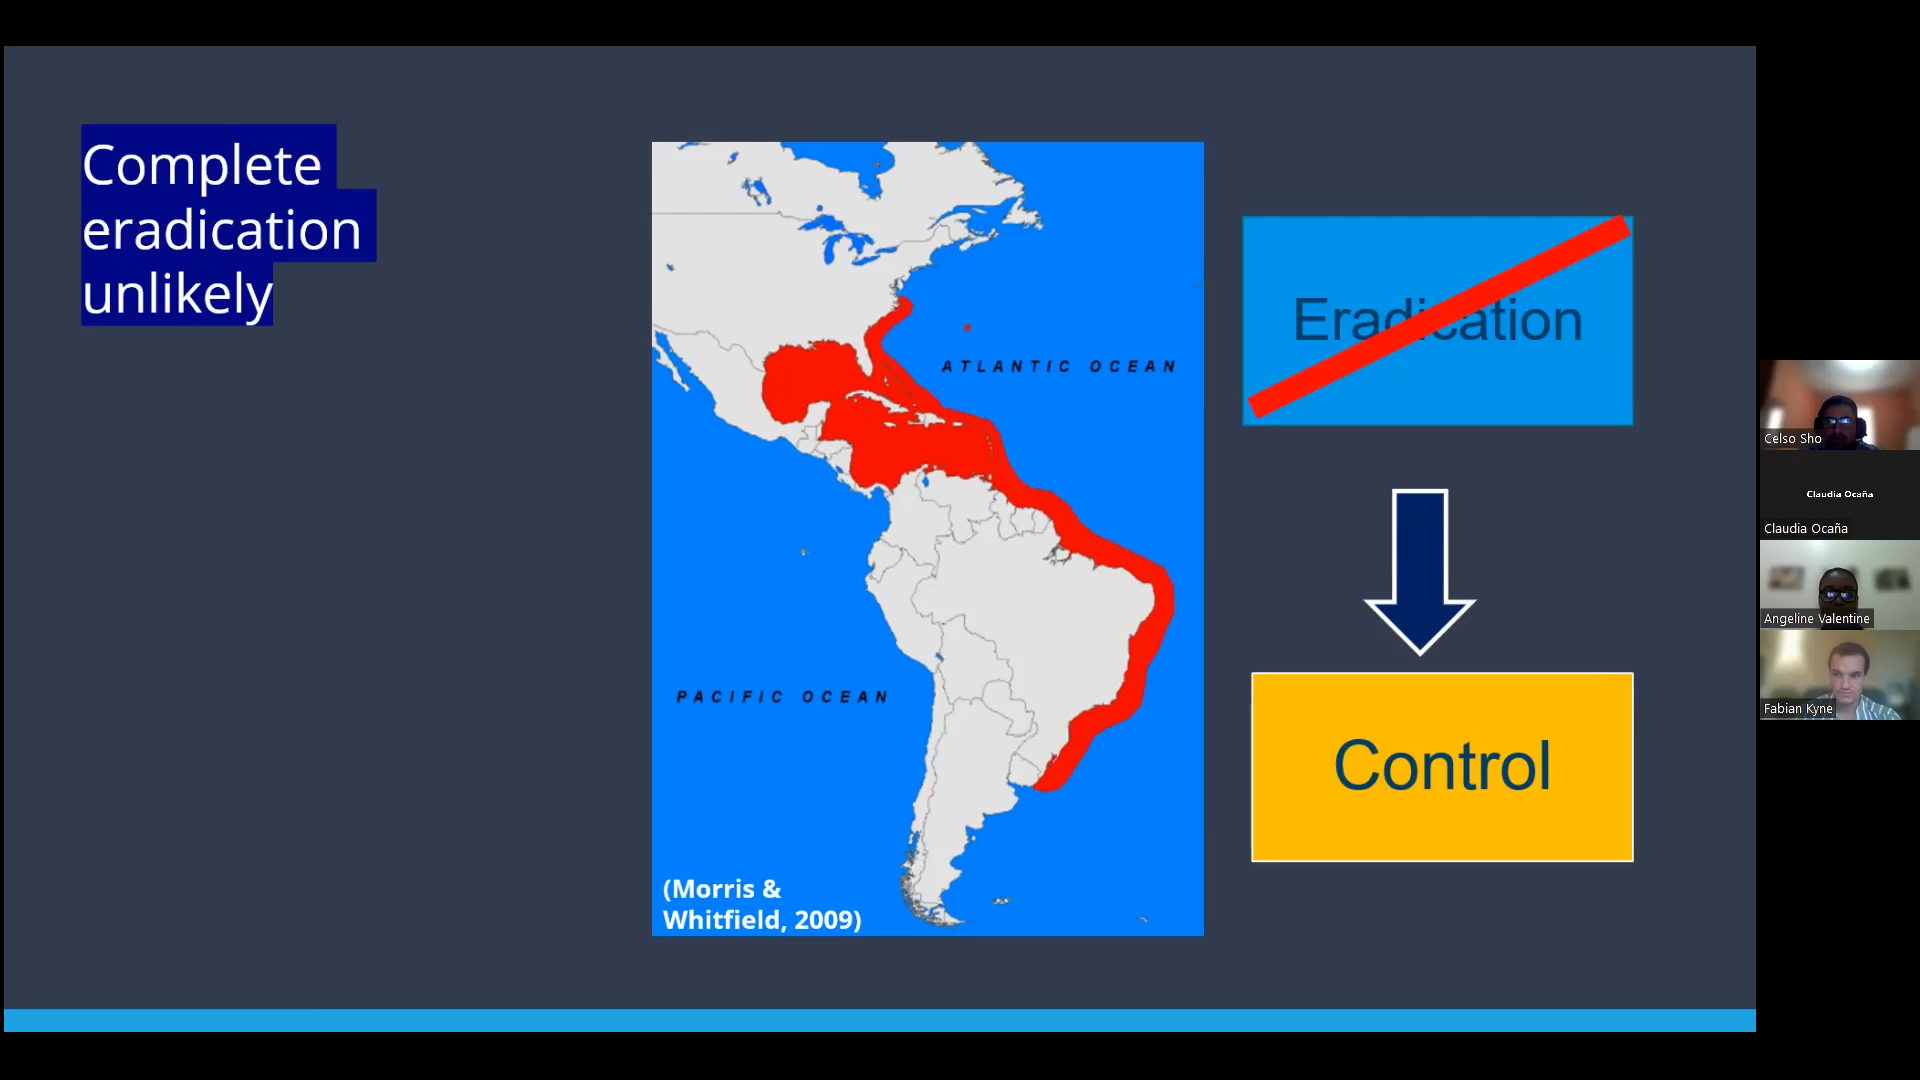 Complete
eradication
unlikely
ATLANTIC OCEAN
PACIFIC OCEAN
(Morris &
Whitfield, 2009)
Eradication
Control
Celso Sho
Claudia Ocaña
Claudia Ocaña
Angeline Valentine
Fabian Kyne